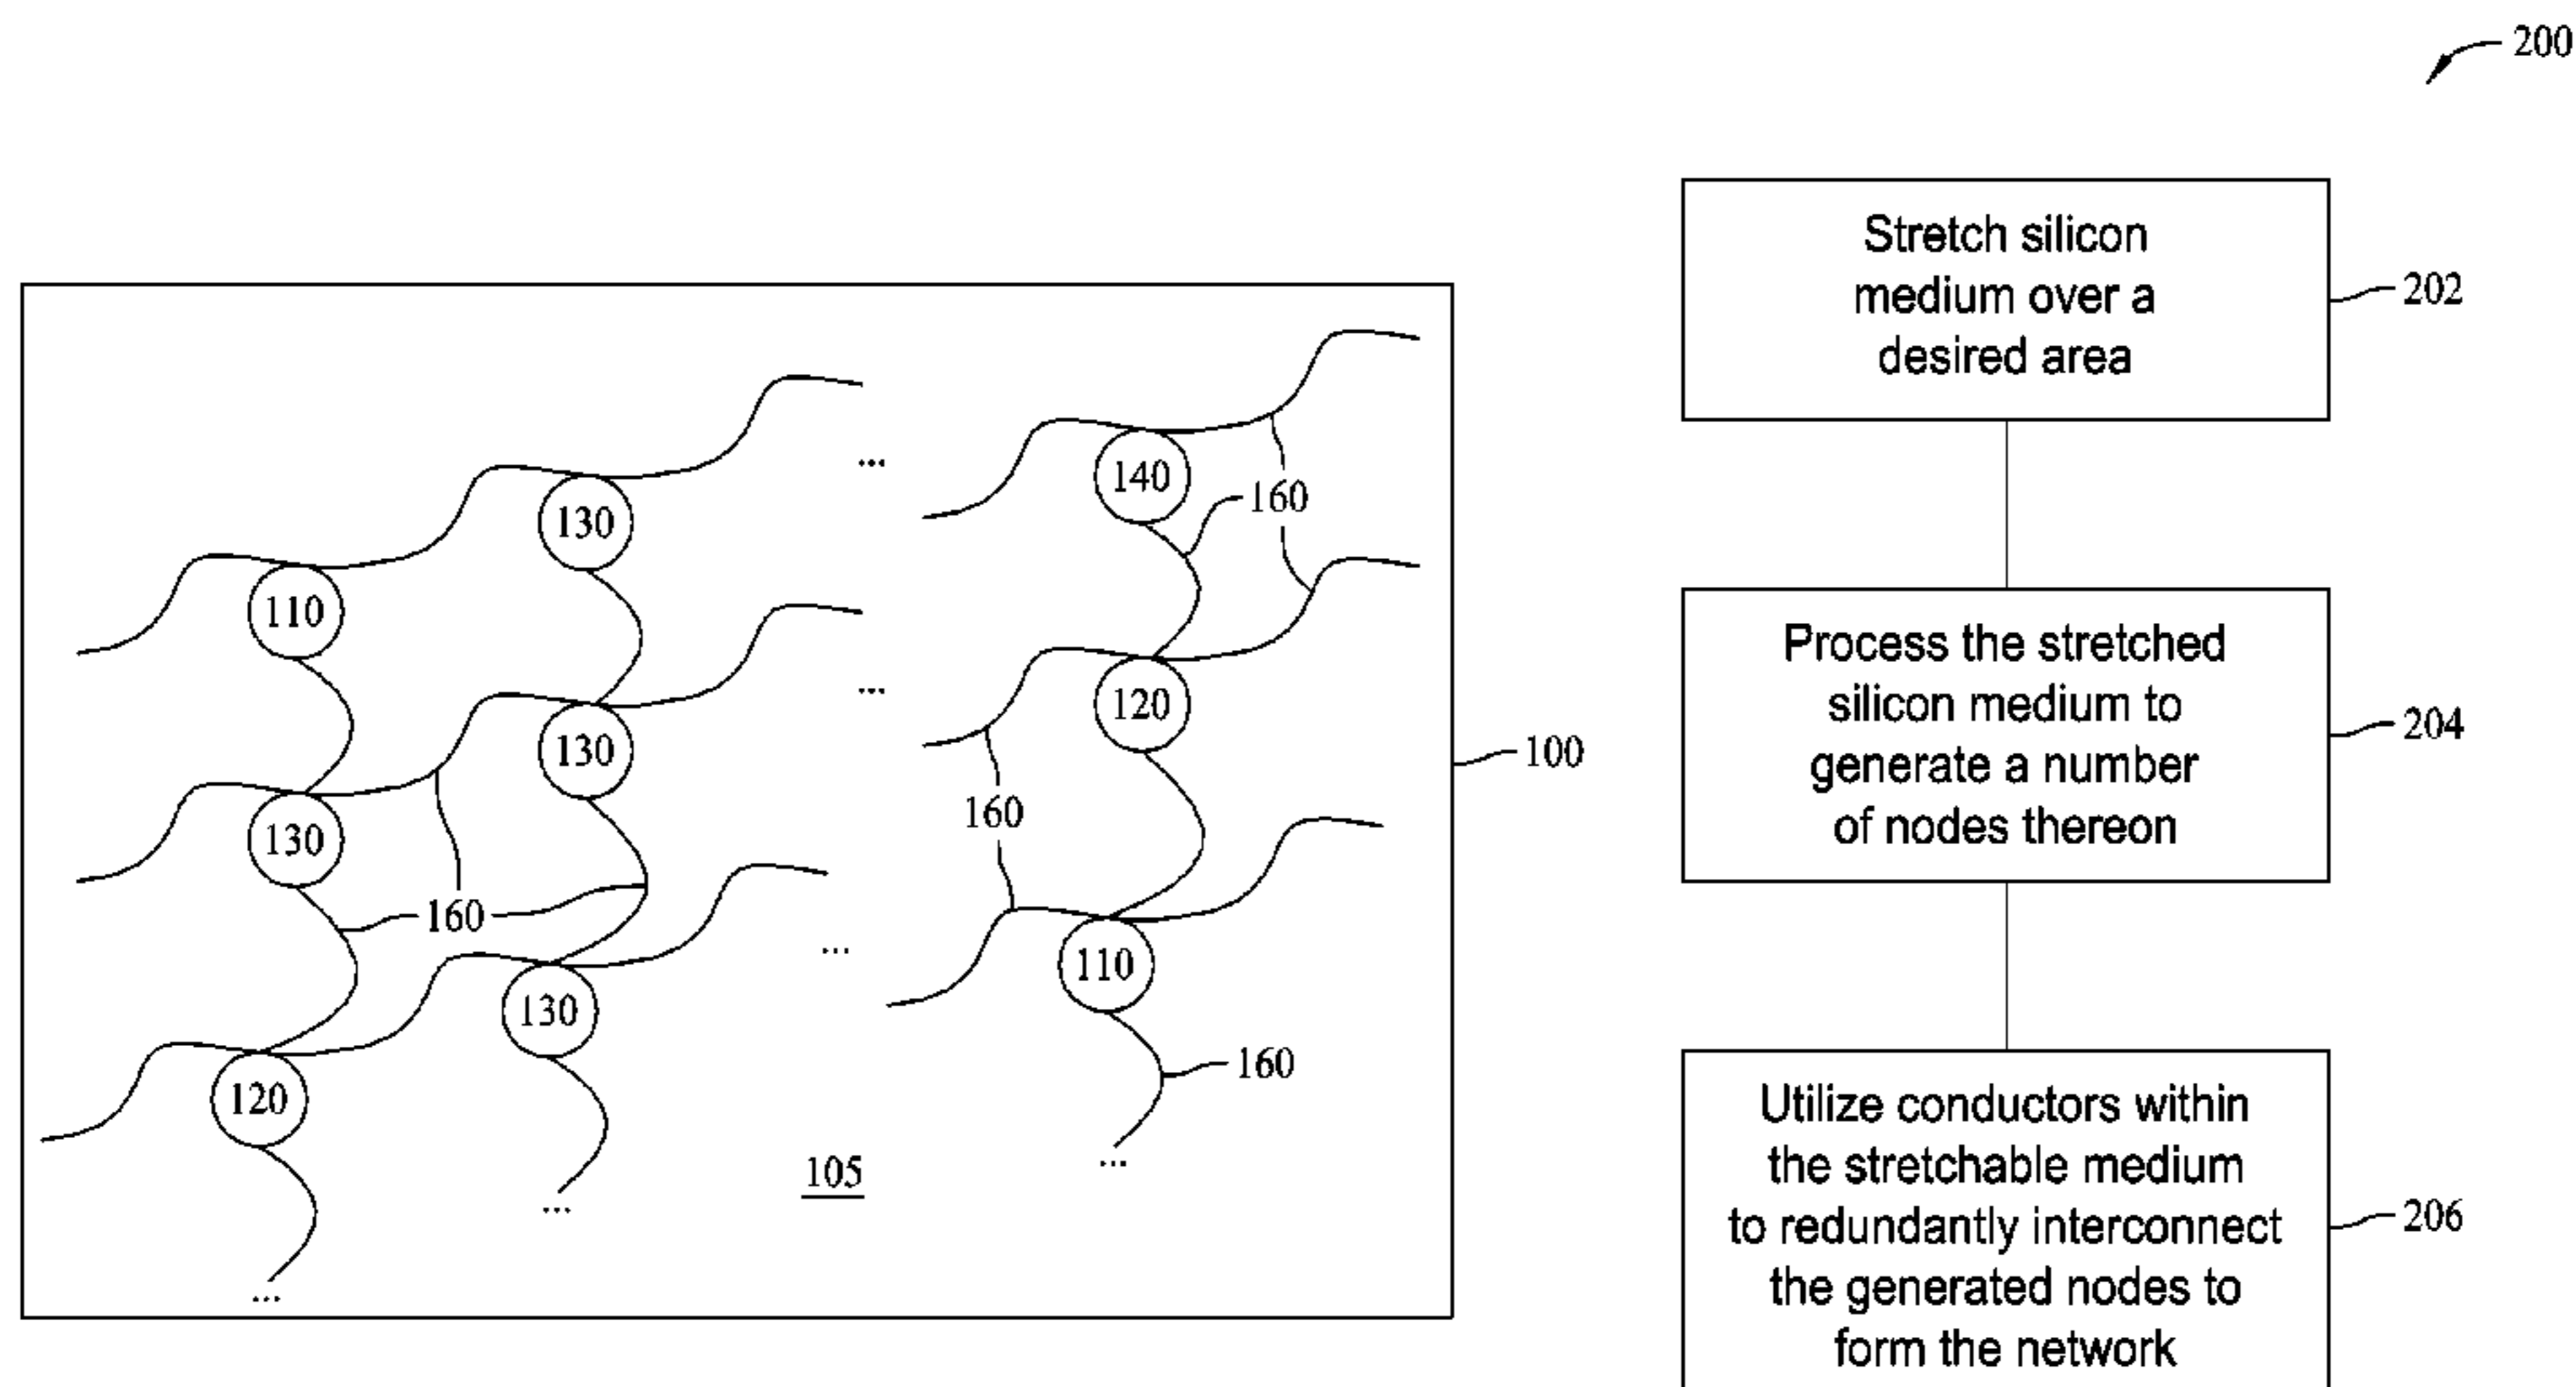 200
Stretch silicon
medium over a
desired area
202
...
140
160
130
110
Process the stretched
silicon medium to
generate a number
of nodes thereon
204
...
120
130
100
160
130
160
...
110
130
120
160
105
...
...
...
Utilize conductors within
the stretchable medium
to redundantly interconnect
the generated nodes to
form the network
206